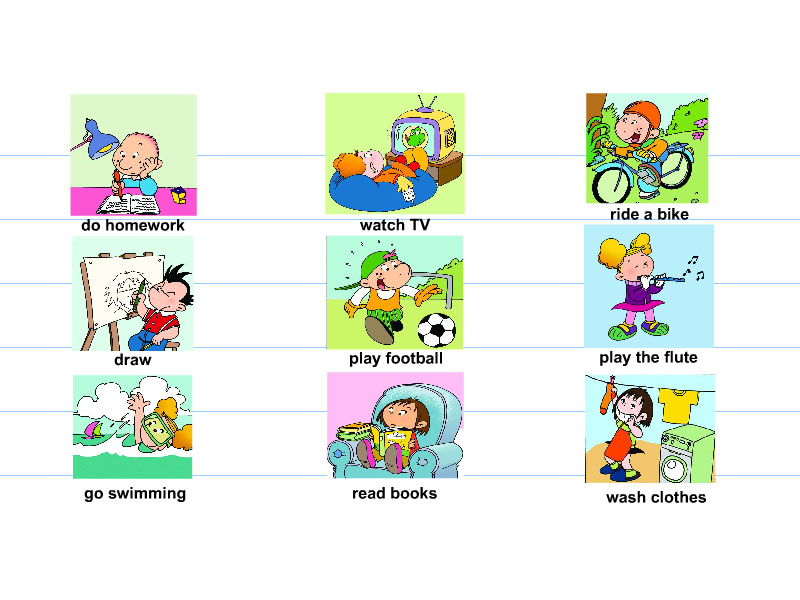 do homework
watch TV
ride a bike
draw
play football
play the flute
go swimming
read books
wash clothes